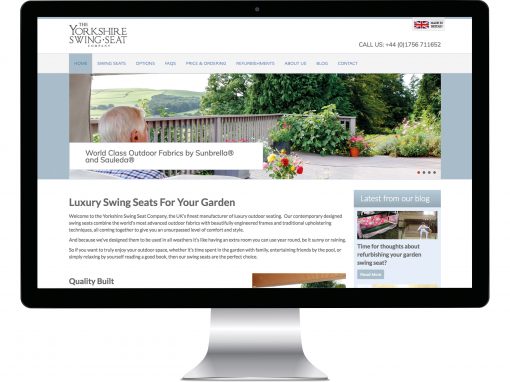 THE
YORKSHIRE
SWING·SEAT
COMPANY
MADE IN
BRITAIN
CALL US: +44 (0)1756 711652
HOME SWING SEATS OPTIONS FAQS PRICE & ORDERING REFURBISHMENTS ABOUT US BLOG CONTACT
World Class Outdoor Fabrics by Sunbrella®
and Sauleda®
Luxury Swing Seats For Your Garden
Welcome to the Yorkshire Swing Seat Company, the UK's finest manufacturer of luxury outdoor seating. Our contemporary designed
swing seats combine the world's most advanced outdoor fabrics with beautifully engineered frames and traditional upholstering
techniques, all coming together to give you an unsurpassed level of comfort and style.
And because we've designed them to be used in all weathers it's like having an extra room you can use year round, be it sunny or raining.
So if you want to truly enjoy your outdoor space, whether it's time spent in the garden with family, entertaining friends by the pool, or
simply relaxing by yourself reading a good book, then our swing seats are the perfect choice.
Quality Built
Latest from our blog
Time for thoughts about
refurbishing your garden
swing seat?
Read More